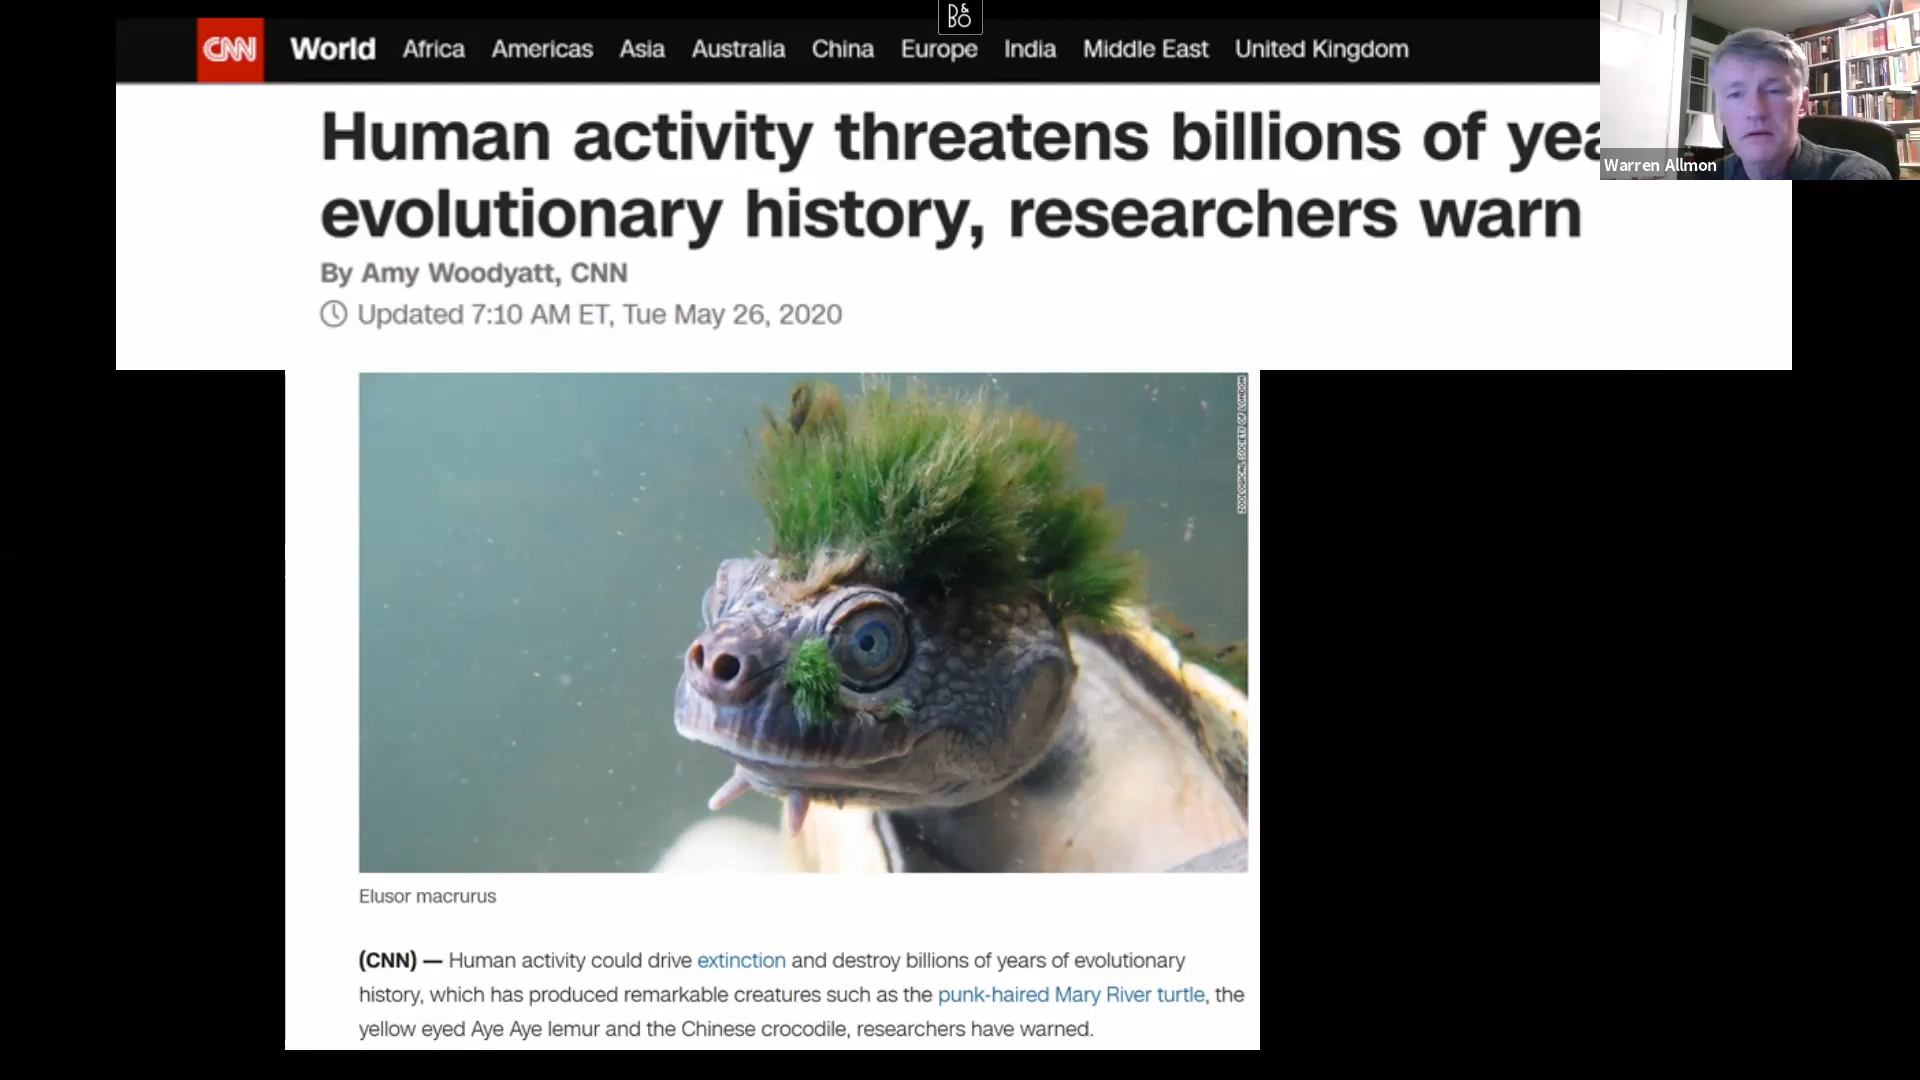 B&O
CNN World Africa Americas Asia Australia China Europe India Middle East United Kingdom
Human activity threatens billions of yea
evolutionary history, researchers warn
By Amy Woodyatt, CNN
Updated 7:10 AM ET, Tue May 26, 2020
Warren Allmon
ZOOLOGICAL SOCIETY OF LONDON
Elusor macrurus
(CNN) — Human activity could drive extinction and destroy billions of years of evolutionary
history, which has produced remarkable creatures such as the punk-haired Mary River turtle, the
yellow eyed Aye Aye lemur and the Chinese crocodile, researchers have warned.